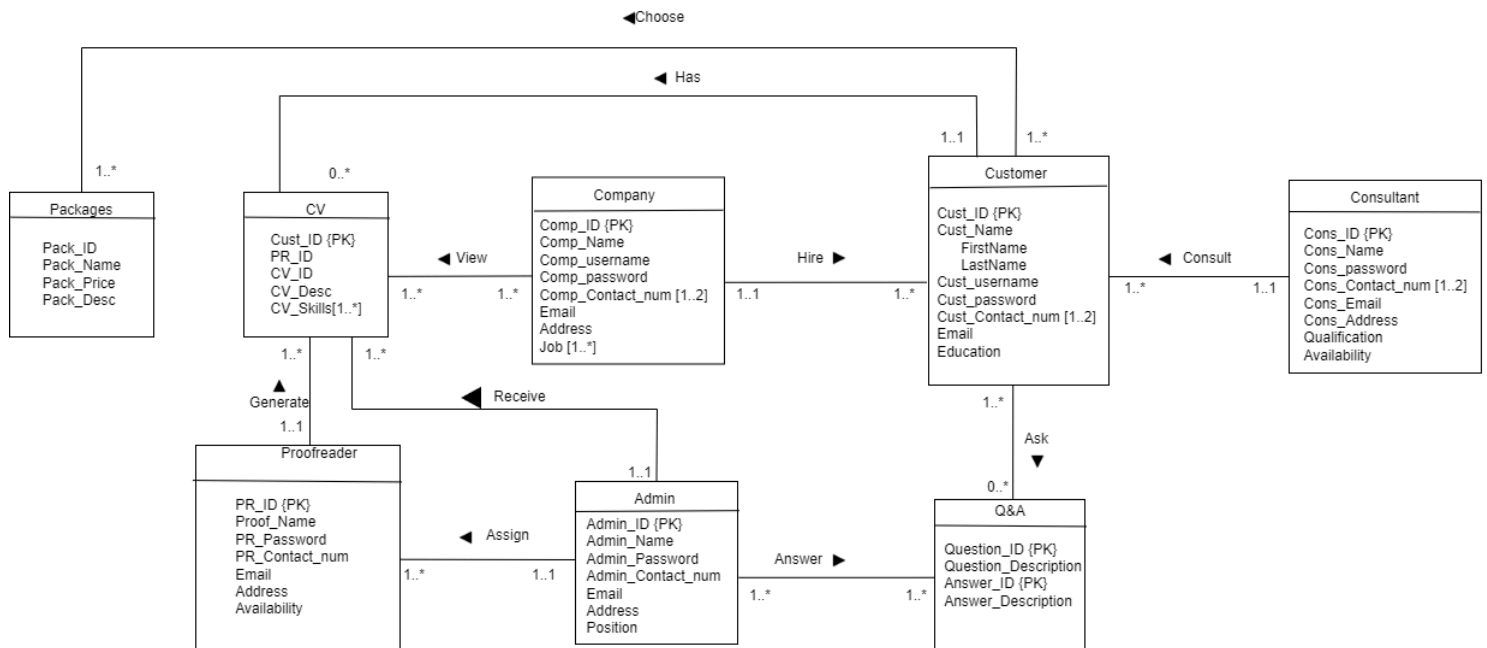 ◄Choose
◄ Has
1..1
1..*
1..*
0..*
Packages
Pack_ID
Pack_Name
Pack_Price
Pack_Desc
CV
Cust_ID {PK}
PR_ID
CV_ID
CV_Desc
CV_Skills[1..*]
◄ View
1..*
1..*
Company
Comp_ID {PK}
Comp_Name
Comp_username
Comp_password
Comp_Contact_num [1..2]
Email
Address
Job [1..*]
Hire ►
1..1
1..*
Customer
Cust_ID {PK}
Cust_Name
FirstName
LastName
Cust_username
Cust_password
Cust_Contact_num [1..2]
Email
Education
◄ Consult
1..*
1..1
Consultant
Cons_ID {PK}
Cons_Name
Cons_password
Cons_Contact_num [1..2]
Cons_Email
Cons_Address
Qualification
Availability
1..*
1..*
▲
Generate
1..1
◄ Receive
1..1
1..*
Ask
▼
0..*
Proofreader
PR_ID {PK}
Proof_Name
PR_Password
PR_Contact_num
Email
Address
Availability
◄ Assign
1..*
1..1
Admin
Admin_ID {PK}
Admin_Name
Admin_Password
Admin_Contact_num
Email
Address
Position
Answer ►
1..*
1..*
Q&A
Question_ID {PK}
Question_Description
Answer_ID {PK}
Answer_Description